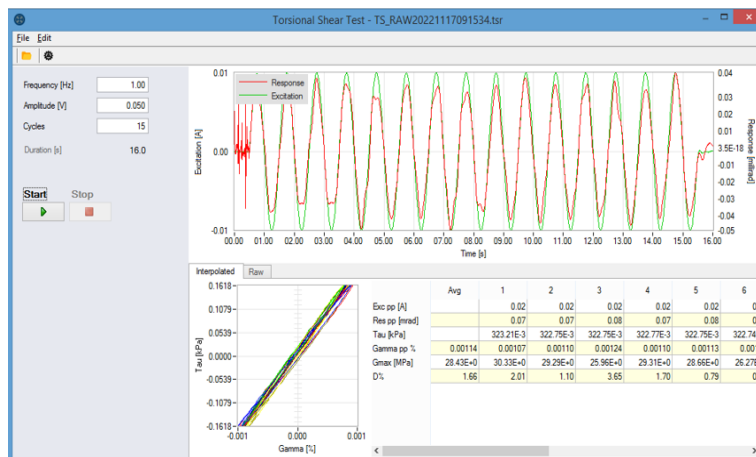 Torsional Shear Test - TS_RAW20221117091534.tsr
File Edit
Frequency [Hz] 1.00
Amplitude [V] 0.050
Cycles 15
Duration [s] 16.0
Start Stop
Response
Excitation
Excitation [A]
0.01
0.00
-0.01
0.04
0.03
0.02
0.01
3.5E-18
-0.01
-0.02
-0.03
-0.04
-0.05
Response [millirad]
00.00 01.00 02.00 03.00 04.00 05.00 06.00 07.00 08.00 09.00 10.00 11.00 12.00 13.00 14.00 15.00 16.00
Time [s]
Interpolated Raw
Tau [kPa]
0.1618
0.1079
0.0539
0.0000
-0.0539
-0.1079
-0.1618
-0.001 0.000 0.001
Gamma [%]
Avg 1 2 3 4 5 6
Exc pp [A] 0.02 0.02 0.02 0.02 0.02
Res pp [mrad] 0.07 0.07 0.08 0.07 0.08
Tau [kPa] 323.21E-3 322.75E-3 322.75E-3 322.77E-3 322.75E-3 322.74E
Gamma pp % 0.00114 0.00107 0.00110 0.00124 0.00110 0.00113
Gmax [MPa] 28.43E+0 30.33E+0 29.29E+0 25.96E+0 29.31E+0 28.66E+0 26.27E
D% 1.66 2.01 1.10 3.65 1.70 0.79